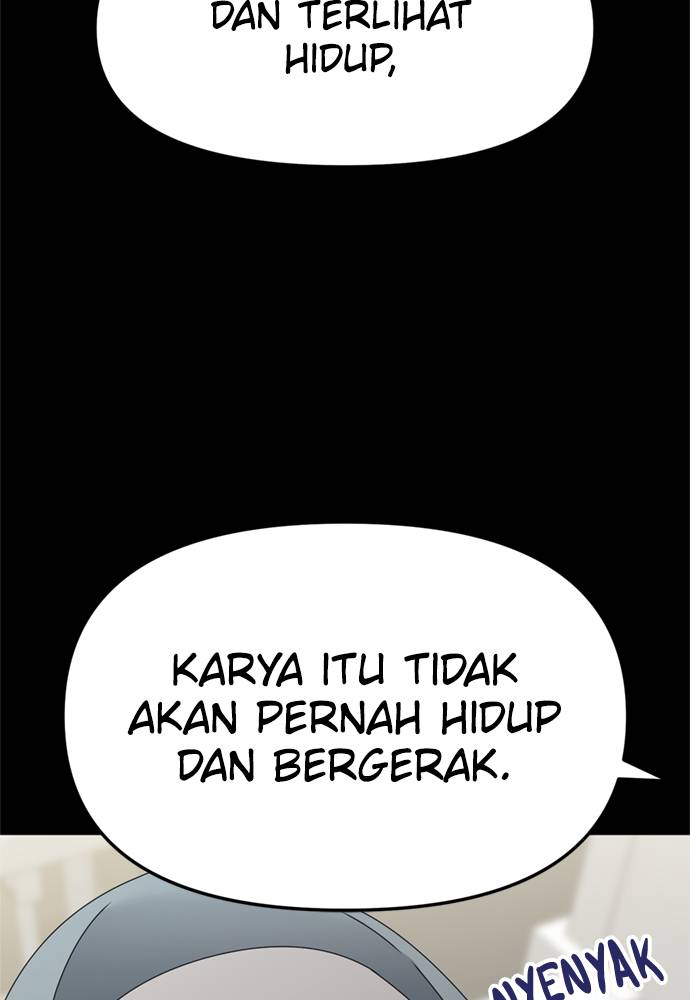 DAN TERLIHAT
HIDUP,
KARYA ITU TIDAK
AKAN PERNAH HIDUP
DAN BERGERAK.
NYENYAK